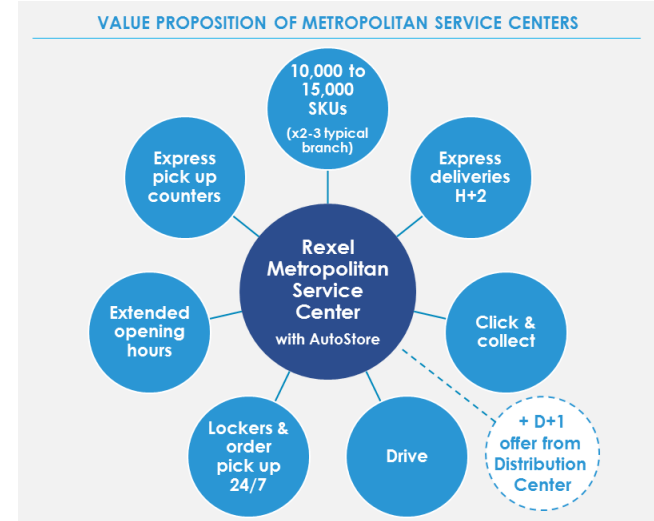 VALUE PROPOSITION OF METROPOLITAN SERVICE CENTERS
10,000 to
15,000
SKUs
(x2-3 typical
branch)
Express
pick up
counters
Express
deliveries
H+2
Rexel
Metropolitan
Service
Center
with AutoStore
Extended
opening
hours
Click &
collect
Lockers &
order
pick up
24/7
Drive
+ D+1
offer from
Distribution
Center